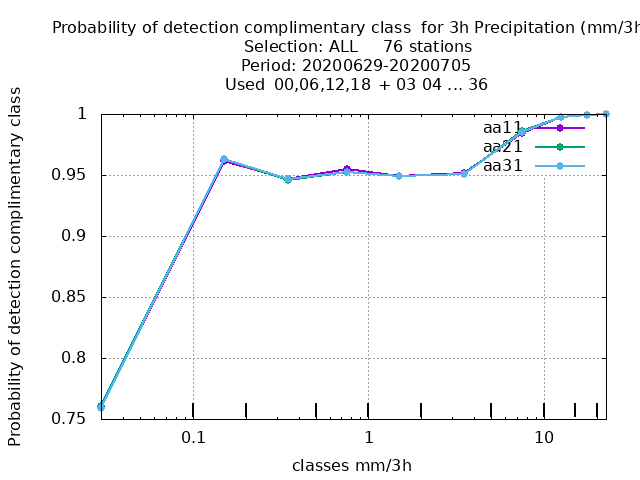 Probability of detection complimentary class  for 3h Precipitation (mm/3h
Selection: ALL     76 stations
Period: 20200629-20200705
Used  00,06,12,18  + 03 04 ... 36
Probability of detection complimentary class
1
0.95
0.9
0.85
0.8
0.75
aa11
aa21
aa31
0.1
1
10
classes mm/3h